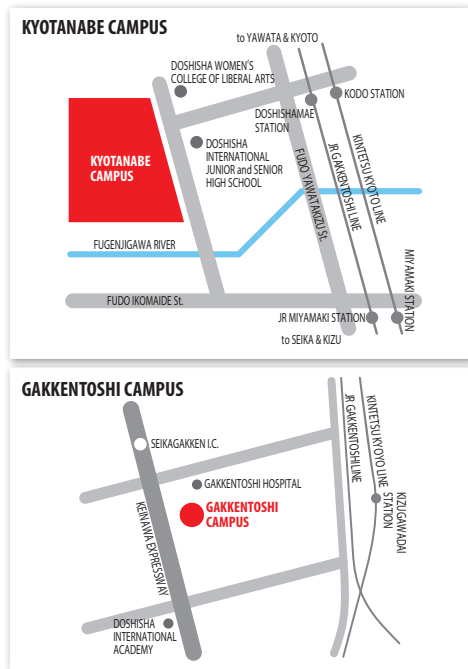 KYOTANABE CAMPUS
to YAWATA & KYOTO
DOSHISHA WOMEN'S
COLLEGE OF LIBERAL ARTS
KODO STATION
DOSHISHAMAE
STATION
DOSHISHA
INTERNATIONAL
JUNIOR and SENIOR
HIGH SCHOOL
KYOTANABE
CAMPUS
FUDO YAWATAKIZU St.
JR GAKKENTOSHI LINE
KINTETSU KYOTO LINE
FUGENJIGAWA RIVER
MIYAMAKI
STATION
FUDO IKOMAIDE St.
JR MIYAMAKI STATION
to SEIKA & KIZU
GAKKENTOSHI CAMPUS
SEIKAGAKKEN I.C.
JR GAKKENTOSHI LINE
KINTETSU KYOYO LINE
GAKKENTOSHI HOSPITAL
GAKKENTOSHI
CAMPUS
KIZUGAWADAI
STATION
KEINAWA EXPRESSWAY
DOSHISHA
INTERNATIONAL
ACADEMY